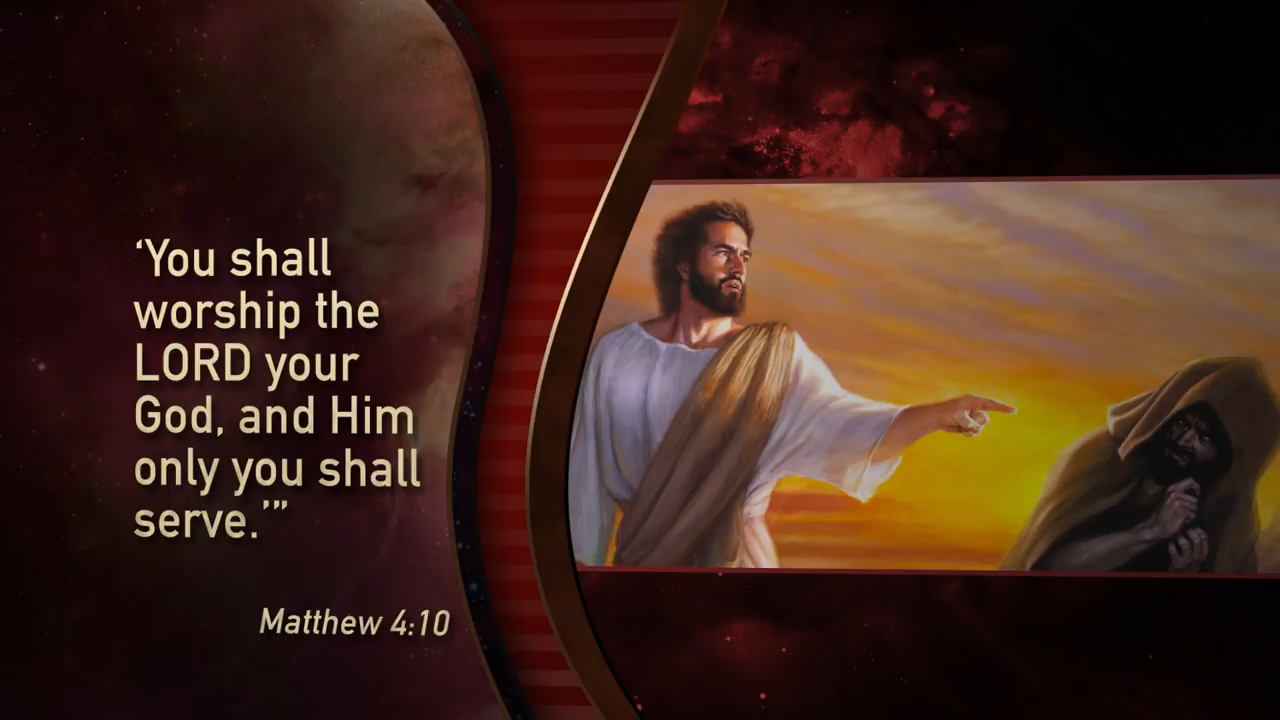 ‘You shall
worship the
LORD your
God, and Him
only you shall
serve.’”
Matthew 4:10